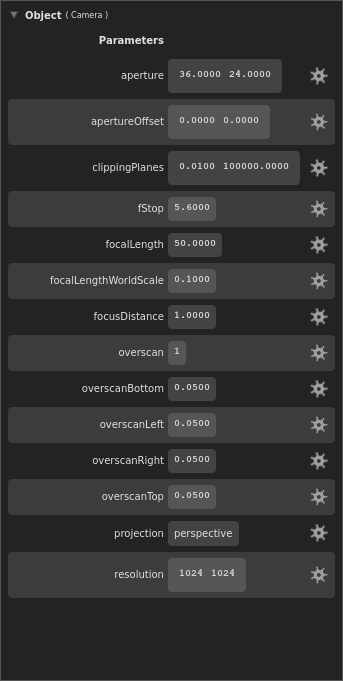 Object ( Camera )
Parameters
aperture 36.0000 24.0000
apertureOffset 0.0000 0.0000
clippingPlanes 0.0100 100000.0000
fStop 5.6000
focalLength 50.0000
focalLengthWorldScale 0.1000
focusDistance 1.0000
overscan 1
overscanBottom 0.0500
overscanLeft 0.0500
overscanRight 0.0500
overscanTop 0.0500
projection perspective
resolution 1024 1024